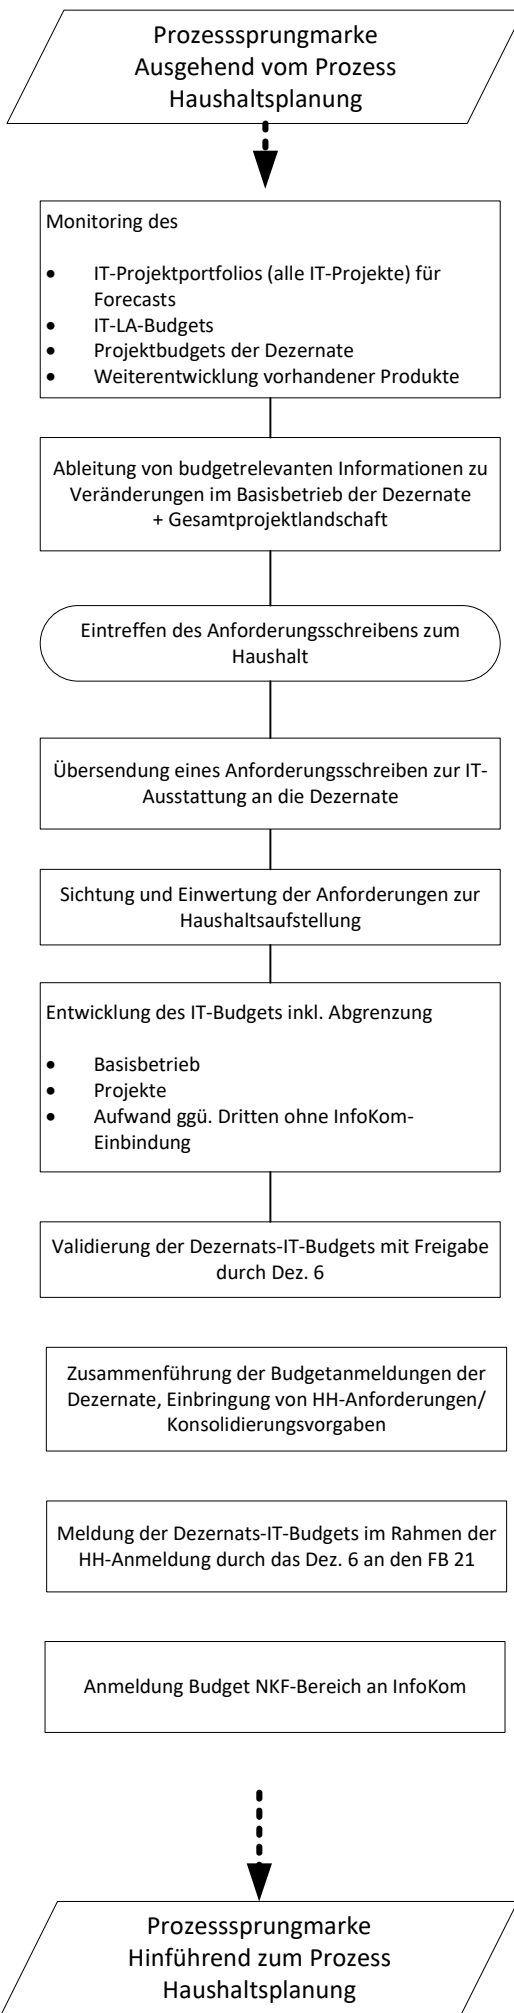 Prozesssprungmarke
Ausgehend vom Prozess
Haushaltsplanung
Monitoring des
• IT-Projektportfolios (alle IT-Projekte) für
Forecasts
• IT-LA-Budgets
• Projektbudgets der Dezernate
• Weiterentwicklung vorhandener Produkte
Ableitung von budgetrelevanten Informationen zu
Veränderungen im Basisbetrieb der Dezernate
+ Gesamtprojektlandschaft
Eintreffen des Anforderungsschreibens zum
Haushalt
Übersendung eines Anforderungsschreiben zur IT-
Ausstattung an die Dezernate
Sichtung und Einwertung der Anforderungen zur
Haushaltsaufstellung
Entwicklung des IT-Budgets inkl. Abgrenzung
• Basisbetrieb
• Projekte
• Aufwand ggü. Dritten ohne InfoKom-
Einbindung
Validierung der Dezernats-IT-Budgets mit Freigabe
durch Dez. 6
Zusammenführung der Budgetanmeldungen der
Dezernate, Einbringung von HH-Anforderungen/
Konsolidierungsvorgaben
Meldung der Dezernats-IT-Budgets im Rahmen der
HH-Anmeldung durch das Dez. 6 an den FB 21
Anmeldung Budget NKF-Bereich an InfoKom
Prozesssprungmarke
Hinführend zum Prozess
Haushaltsplanung